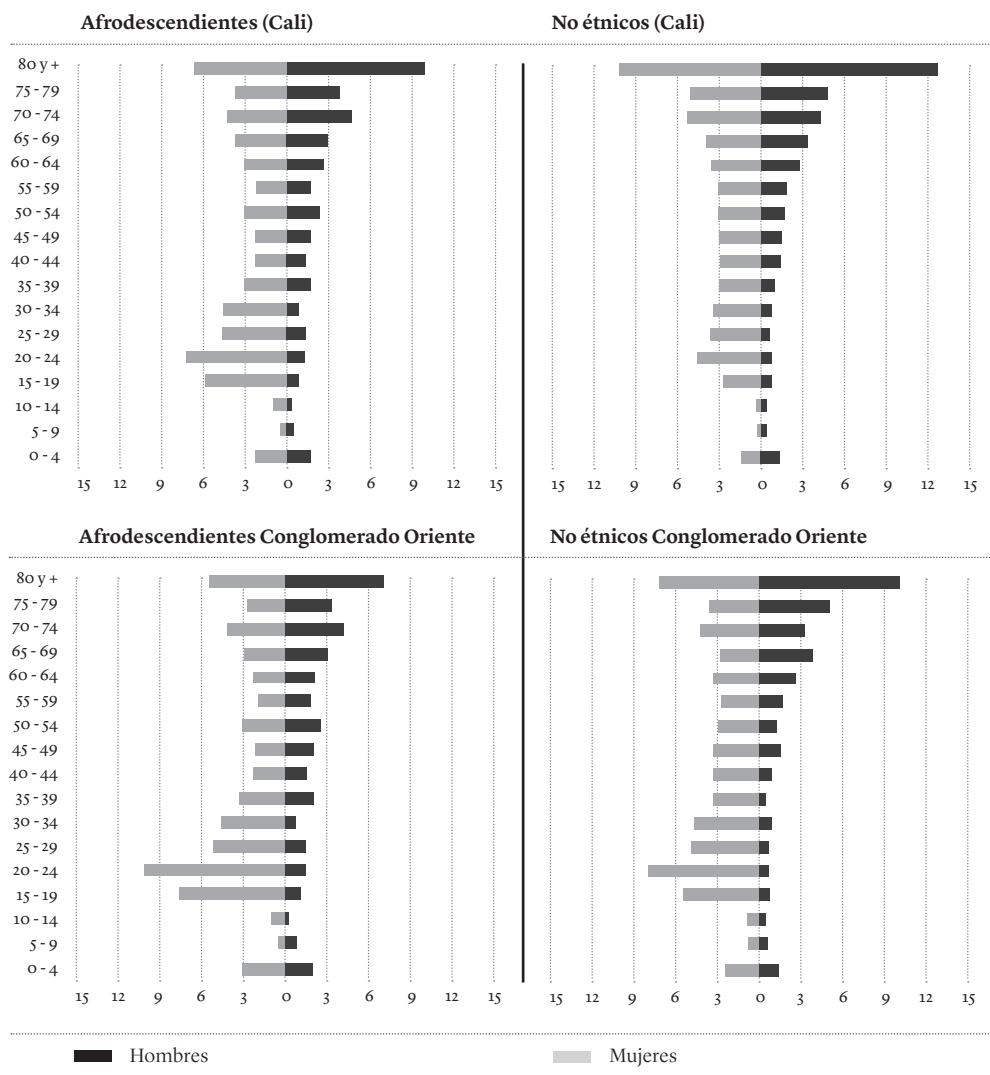 Afrodescendientes (Cali)
No étnicos (Cali)
80 y +
75 - 79
70 - 74
65 - 69
60 - 64
55 - 59
50 - 54
45 - 49
40 - 44
35 - 39
30 - 34
25 - 29
20 - 24
15 - 19
10 - 14
5 - 9
0 - 4
15 12 9 6 3 0 3 6 9 12 15
15 12 9 6 3 0 3 6 9 12 15
Afrodescendientes Conglomerado Oriente
No étnicos Conglomerado Oriente
80 y +
75 - 79
70 - 74
65 - 69
60 - 64
55 - 59
50 - 54
45 - 49
40 - 44
35 - 39
30 - 34
25 - 29
20 - 24
15 - 19
10 - 14
5 - 9
0 - 4
15 12 9 6 3 0 3 6 9 12 15
15 12 9 6 3 0 3 6 9 12 15
Hombres
Mujeres